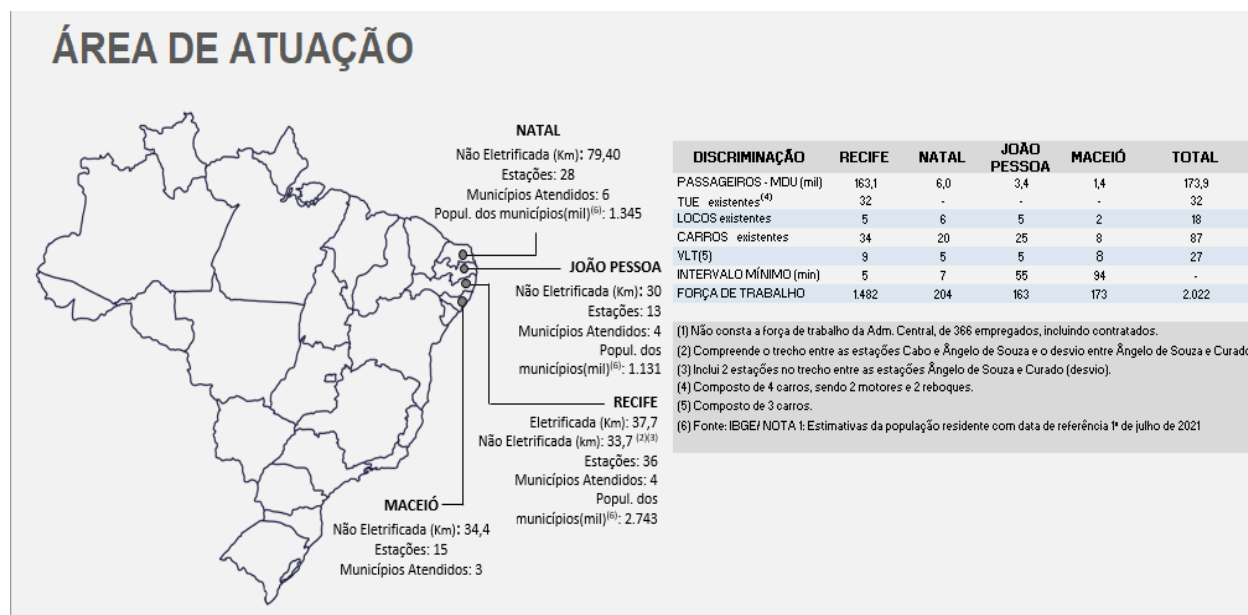 ÁREA DE ATUAÇÃO
NATAL
Não Eletrificada (Km): 79,40
Estações: 28
Municípios Atendidos: 6
Popul. dos municípios(mil)(6): 1.345
JOÃO PESSOA
Não Eletrificada (Km): 30
Estações: 13
Municípios Atendidos: 4
Popul. dos
municípios(mil)(6): 1.131
RECIFE
Eletrificada (Km): 37,7
Não Eletrificada (km): 33,7 (2)(3)
Estações: 36
Municípios Atendidos: 4
Popul. dos
municípios(mil)(6): 2.743
MACEIÓ
Não Eletrificada (Km): 34,4
Estações: 15
Municípios Atendidos: 3
DISCRIMINAÇÃO RECIFE NATAL JOÃO PESSOA MACEIÓ TOTAL
PASSAGEIROS - MDU (mil) 163,1 6,0 3,4 1,4 173,9
TUE existentes(4) 32 - - - 32
LOCOS existentes 5 6 5 2 18
CARROS existentes 34 20 25 8 87
VLT(5) 9 5 5 8 27
INTERVALO MÍNIMO (min) 5 7 55 94 -
FORÇA DE TRABALHO 1.482 204 163 173 2.022
(1) Não consta a força de trabalho da Adm. Central, de 366 empregados, incluindo contratados.
(2) Compreende o trecho entre as estações Cabo e Ângelo de Souza e o desvio entre Ângelo de Souza e Curado
(3) Inclui 2 estações no trecho entre as estações Ângelo de Souza e Curado (desvio).
(4) Composto de 4 carros, sendo 2 motores e 2 reboques.
(5) Composto de 3 carros.
(6) Fonte: IBGE/ NOTA 1: Estimativas da população residente com data de referência 1º de julho de 2021